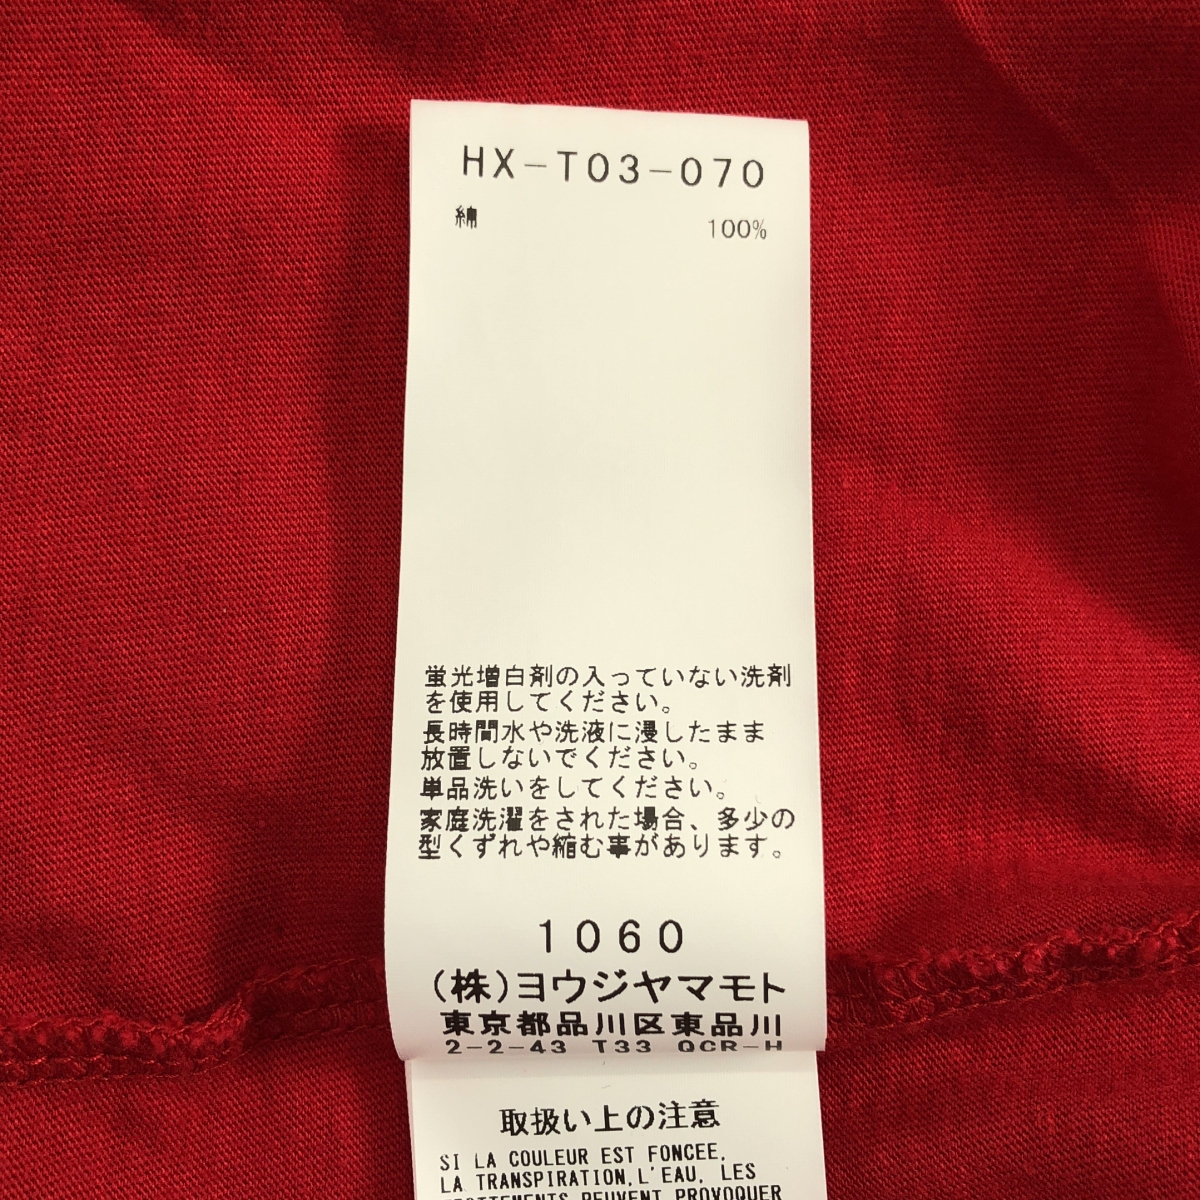 HX-T03-070
綿 100%
蛍光増白剤の入っていない洗剤
を使用してください。
長時間水や洗液に浸したまま
放置しないでください。
単品洗いをしてください。
家庭洗濯をされた場合、多少の
型くずれや縮む事があります。
1060
(株)ヨウジヤマモト
東京都品川区東品川
2-2-43 T33 QCR-H
取扱い上の注意
SI LA COULEUR EST FONCEE,
LA TRANSPIRATION,L'EAU, LES
FROTTEMENTS PEUVENT PROVOQUER